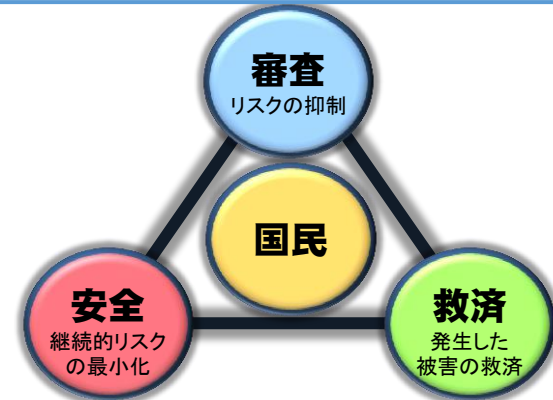 審査
リスクの抑制
国民
安全
継続的リスク
の最小化
救済
発生した
被害の救済